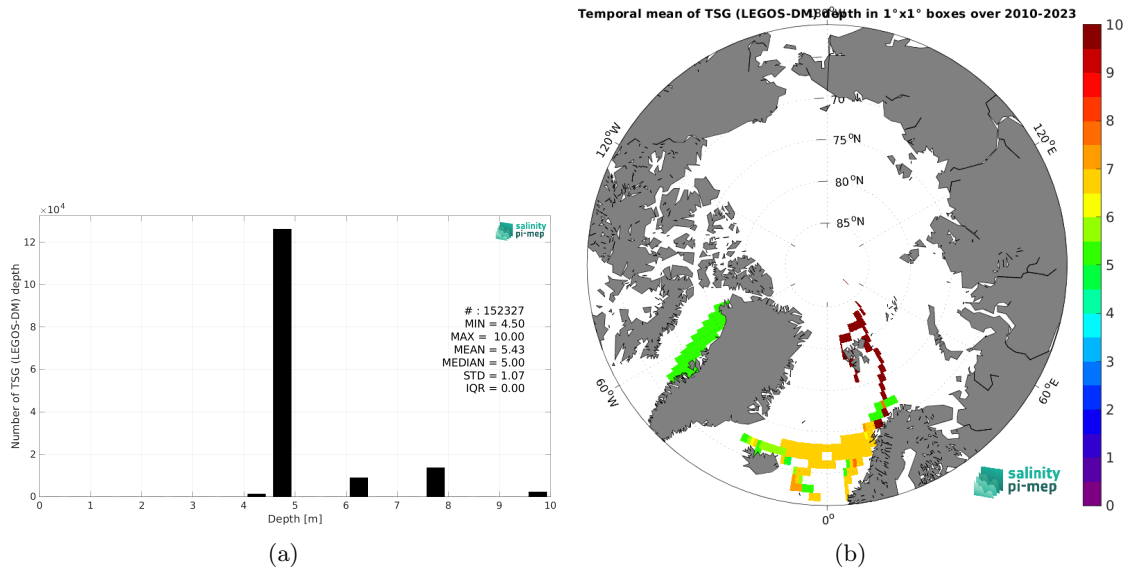 ×10⁴
12
10
8
6
4
2
0
0 1 2 3 4 5 6 7 8 9 10
Number of TSG (LEGOS-DM) depth
Depth [m]
salinity
pi-mep
# : 152327
MIN = 4.50
MAX = 10.00
MEAN = 5.43
MEDIAN = 5.00
STD = 1.07
IQR = 0.00
(a)
Temporal mean of TSG (LEGOS-DM) depth in 1°x1° boxes over 2010-2023
120°W
60°W
0°
60°E
120°E
70
75°N
80°N
85°N
salinity
pi-mep
10
9
8
7
6
5
4
3
2
1
0
(b)